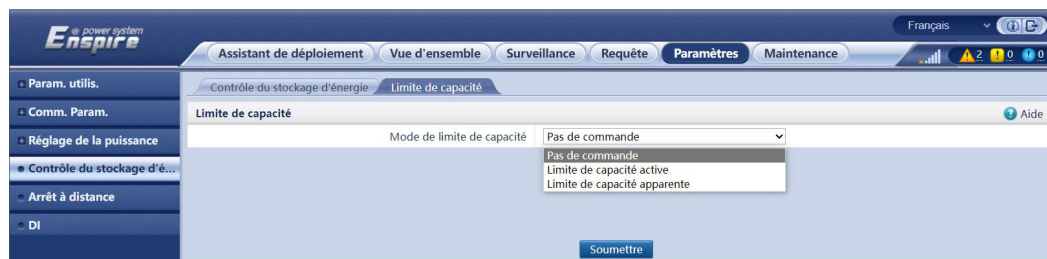 e power system
Enspire
Français
Assistant de déploiement Vue d'ensemble Surveillance Requête Paramètres Maintenance
2 0 0
Param. utilis.
Comm. Param.
Réglage de la puissance
Contrôle du stockage d'é...
Arrêt à distance
DI
Contrôle du stockage d'énergie Limite de capacité
Limite de capacité
Aide
Mode de limite de capacité Pas de commande
Pas de commande
Limite de capacité active
Limite de capacité apparente
Soumettre